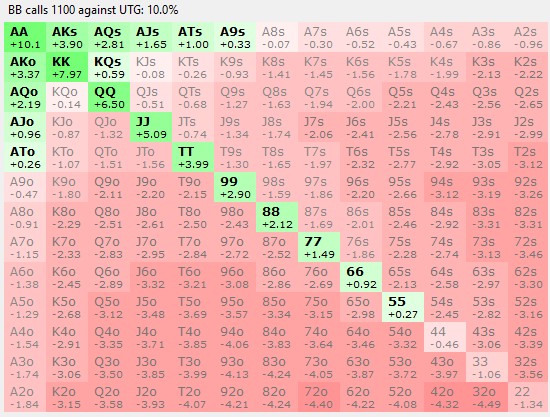 BB calls 1100 against UTG: 10.0%
AA AKs AQs AJs ATs A9s A8s A7s A6s A5s A4s A3s A2s
+10.1 +3.90 +2.81 +1.65 +1.00 +0.33 -0.07 -0.30 -0.52 -0.43 -0.67 -0.86 -0.96
AKo KK KQs KJs KTs K9s K8s K7s K6s K5s K4s K3s K2s
+3.37 +7.97 +0.59 -0.08 -0.26 -0.93 -1.41 -1.45 -1.56 -1.78 -1.99 -2.13 -2.22
AQo KQo QQ QJs QTs Q9s Q8s Q7s Q6s Q5s Q4s Q3s Q2s
+2.19 -0.14 +6.50 -0.51 -0.68 -1.27 -1.63 -1.94 -2.00 -2.21 -2.43 -2.56 -2.65
AJo KJo QJo JJ JTs J9s J8s J7s J6s J5s J4s J3s J2s
+0.96 -0.87 -1.32 +5.09 -0.74 -1.34 -1.74 -2.06 -2.41 -2.56 -2.78 -2.91 -2.99
ATo KTo QTo JTo TT T9s T8s T7s T6s T5s T4s T3s T2s
+0.26 -1.07 -1.51 -1.56 +3.99 -1.30 -1.65 -1.97 -2.32 -2.77 -2.92 -3.05 -3.12
A9o K9o Q9o J9o T9o 99 98s 97s 96s 95s 94s 93s 92s
-0.47 -1.80 -2.11 -2.20 -2.15 +2.90 -1.59 -1.86 -2.20 -2.66 -3.12 -3.19 -3.26
A8o K8o Q8o J8o T8o 98o 88 87s 86s 85s 84s 83s 82s
-0.91 -2.29 -2.51 -2.61 -2.50 -2.43 +2.12 -1.69 -2.01 -2.46 -2.92 -3.31 -3.31
A7o K7o Q7o J7o T7o 97o 87o 77 76s 75s 74s 73s 72s
-1.15 -2.33 -2.83 -2.95 -2.84 -2.72 -2.52 +1.49 -1.86 -2.28 -2.74 -3.13 -3.46
A6o K6o Q6o J6o T6o 96o 86o 76o 66 65s 64s 63s 62s
-1.38 -2.45 -2.89 -3.32 -3.21 -3.08 -2.86 -2.69 +0.92 -2.13 -2.58 -2.97 -3.30
A5o K5o Q5o J5o T5o 95o 85o 75o 65o 55 54s 53s 52s
-1.29 -2.68 -3.12 -3.48 -3.69 -3.57 -3.34 -3.15 -2.98 +0.27 -2.45 -2.82 -3.16
A4o K4o Q4o J4o T4o 94o 84o 74o 64o 54o 44 43s 42s
-1.54 -2.91 -3.35 -3.71 -3.85 -4.06 -3.83 -3.64 -3.46 -3.32 -0.46 -3.06 -3.39
A3o K3o Q3o J3o T3o 93o 83o 73o 63o 53o 43o 33 32s
-1.74 -3.06 -3.50 -3.85 -3.99 -4.13 -4.24 -4.05 -3.87 -3.72 -3.97 -1.06 -3.56
A2o K2o Q2o J2o T2o 92o 82o 72o 62o 52o 42o 32o 22
-1.84 -3.15 -3.58 -3.93 -4.07 -4.21 -4.24 -4.40 -4.22 -4.08 -4.32 -4.49 -1.34